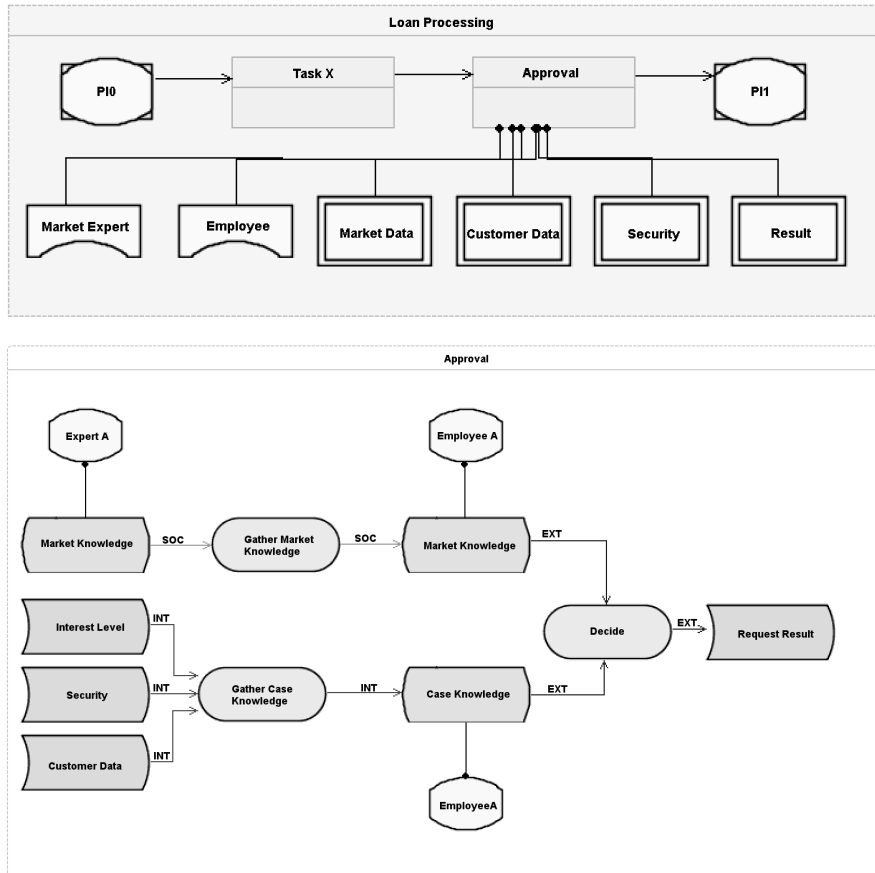 Loan Processing
PI0
Task X
Approval
PI1
Market Expert
Employee
Market Data
Customer Data
Security
Result
Approval
Expert A
Employee A
Market Knowledge
SOC
Gather Market
Knowledge
SOC
Market Knowledge
EXT
Interest Level
INT
Decide
EXT
Request Result
Security
INT
Gather Case
Knowledge
INT
Case Knowledge
EXT
Customer Data
INT
EmployeeA